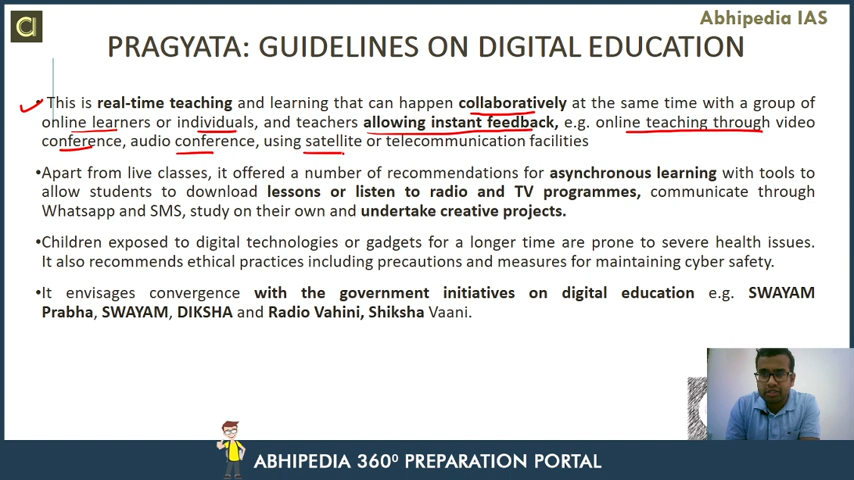 Abhipedia IAS
a
PRAGYATA: GUIDELINES ON DIGITAL EDUCATION
• This is real-time teaching and learning that can happen collaboratively at the same time with a group of
online learners or individuals, and teachers allowing instant feedback, e.g. online teaching through video
conference, audio conference, using satellite or telecommunication facilities
•Apart from live classes, it offered a number of recommendations for asynchronous learning with tools to
allow students to download lessons or listen to radio and TV programmes, communicate through
Whatsapp and SMS, study on their own and undertake creative projects.
•Children exposed to digital technologies or gadgets for a longer time are prone to severe health issues.
It also recommends ethical practices including precautions and measures for maintaining cyber safety.
•It envisages convergence with the government initiatives on digital education e.g. SWAYAM
Prabha, SWAYAM, DIKSHA and Radio Vahini, Shiksha Vaani.
ABHIPEDIA 360⁰ PREPARATION PORTAL